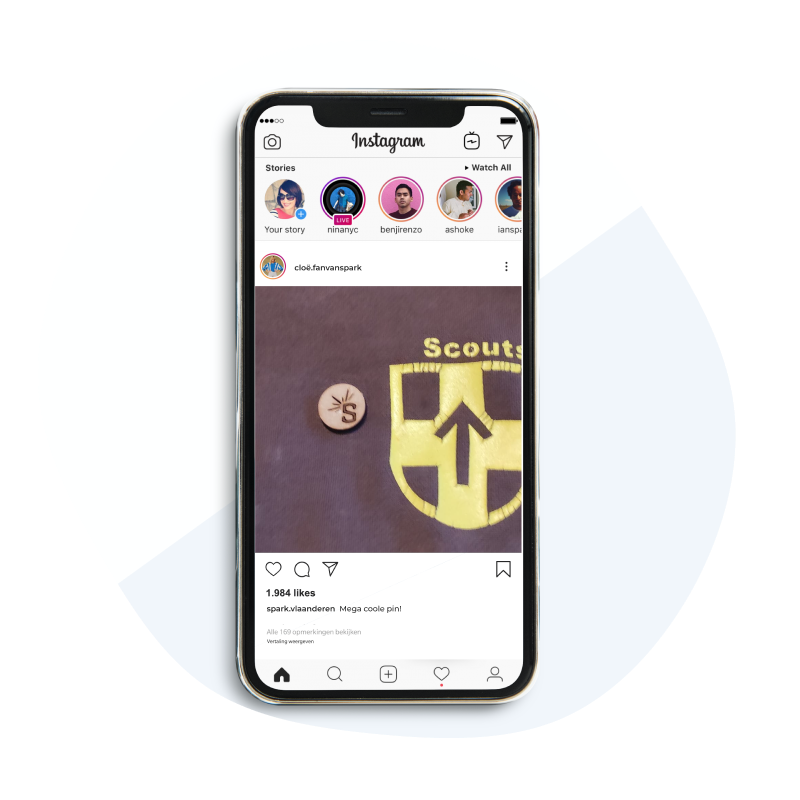 Instagram
Stories
▸ Watch All
LIVE
Your story
ninanyc
benjirenzo
ashoke
ianspa
cloë.fanvanspark
Scouts
S
1.984 likes
spark.vlaanderen Mega coole pin!
Alle 169 opmerkingen bekijken
Vertaling weergeven